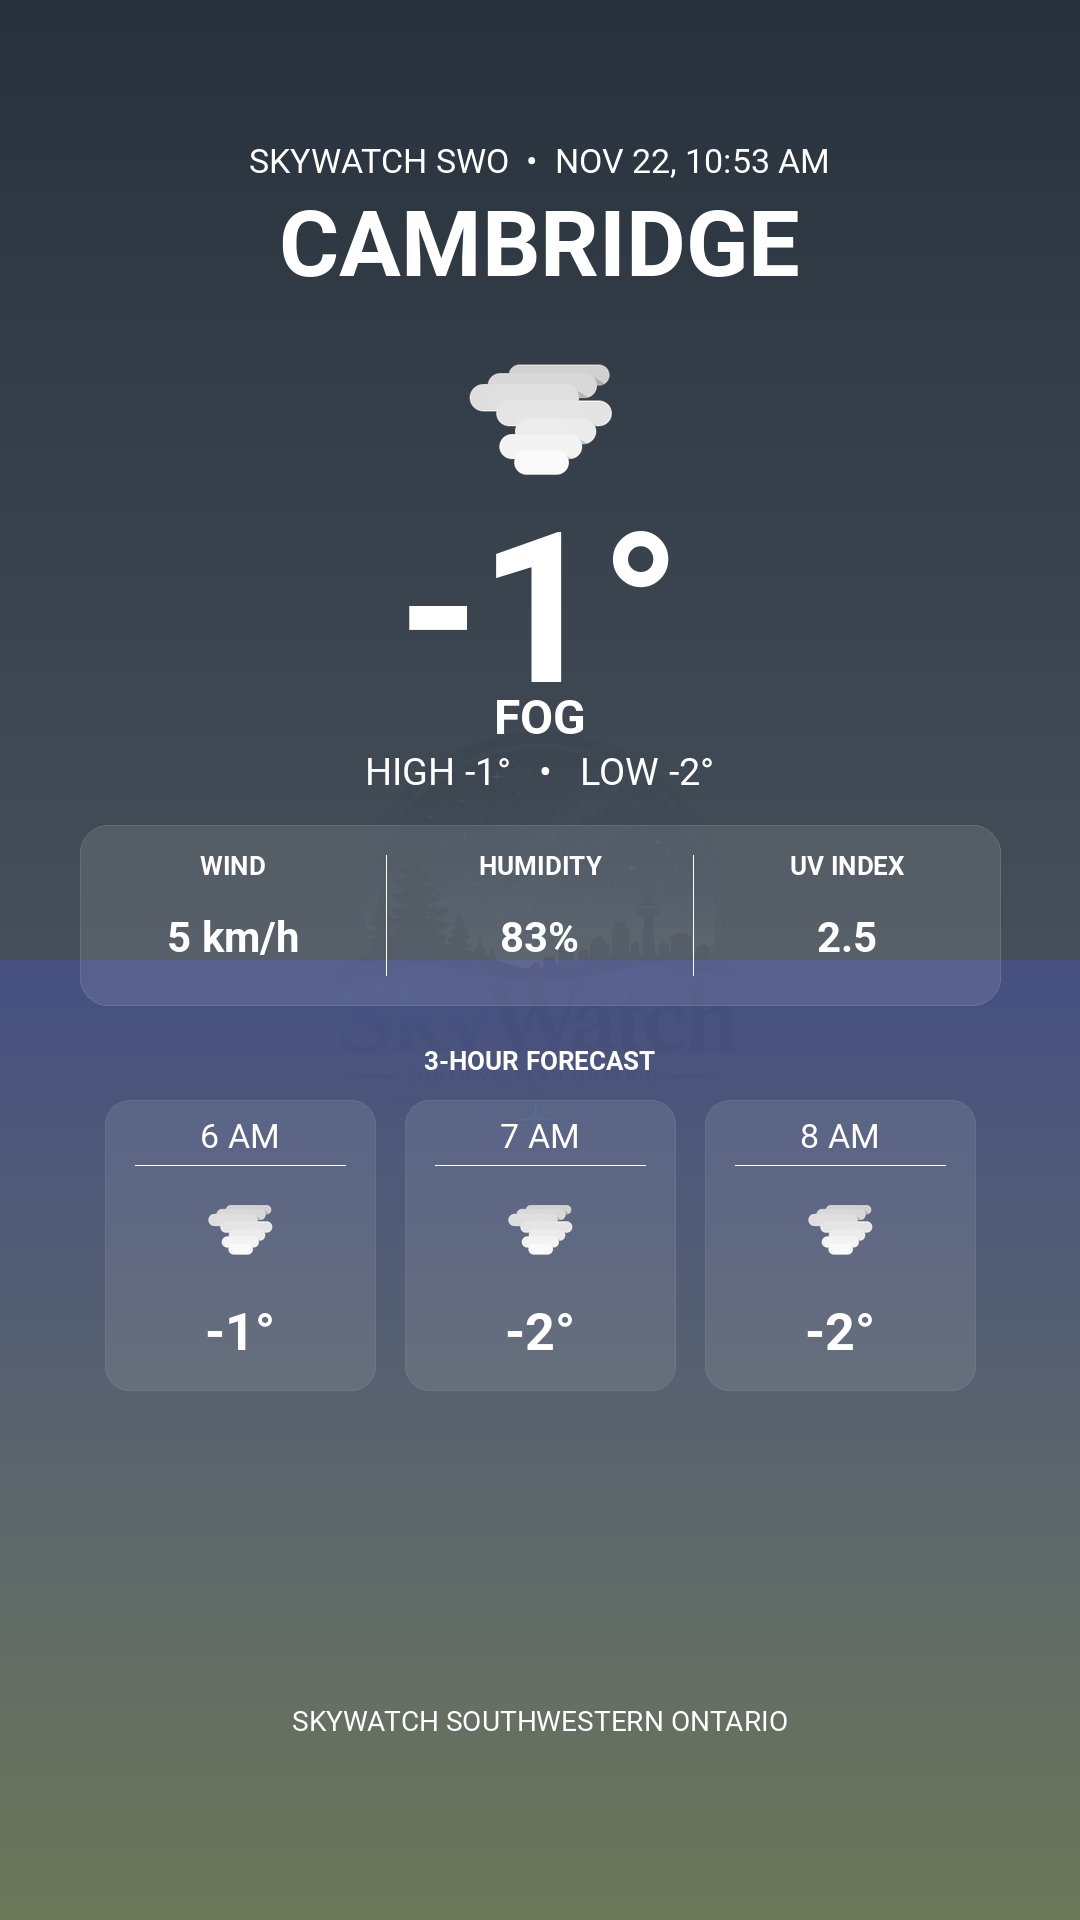 SKYWATCH SWO • NOV 22, 10:53 AM
CAMBRIDGE
-1°
FOG
HIGH -1° • LOW -2°
WIND HUMIDITY UV INDEX
5 km/h 83% 2.5
SkyWatch
3-HOUR FORECAST
6 AM 7 AM 8 AM
-1° -2° -2°
SKYWATCH SOUTHWESTERN ONTARIO